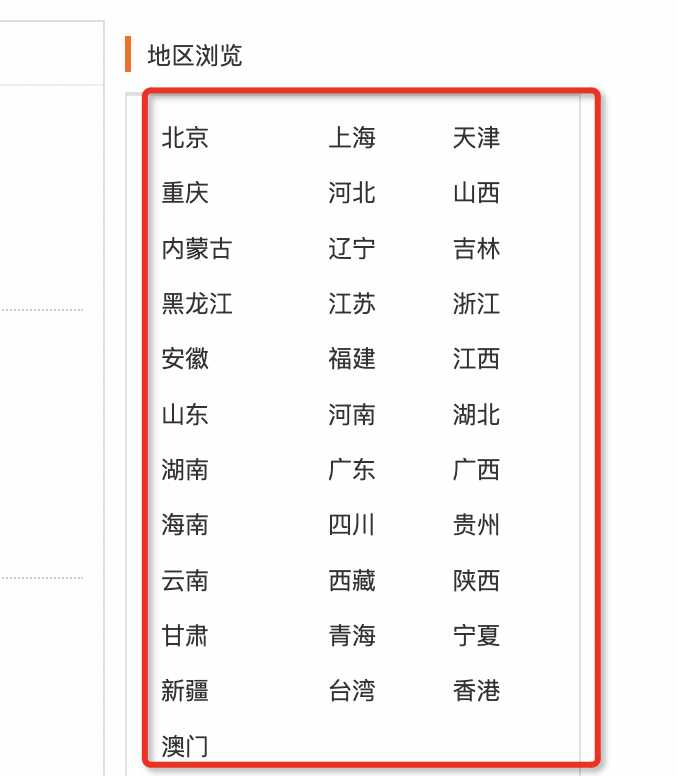 地区浏览
北京 上海 天津
重庆 河北 山西
内蒙古 辽宁 吉林
黑龙江 江苏 浙江
安徽 福建 江西
山东 河南 湖北
湖南 广东 广西
海南 四川 贵州
云南 西藏 陕西
甘肃 青海 宁夏
新疆 台湾 香港
澳门